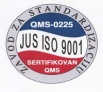 ZAVOD ZA STANDARDIZACIJU
QMS-0225
JUS ISO 9001
SERTIFIKOVAN
QMS